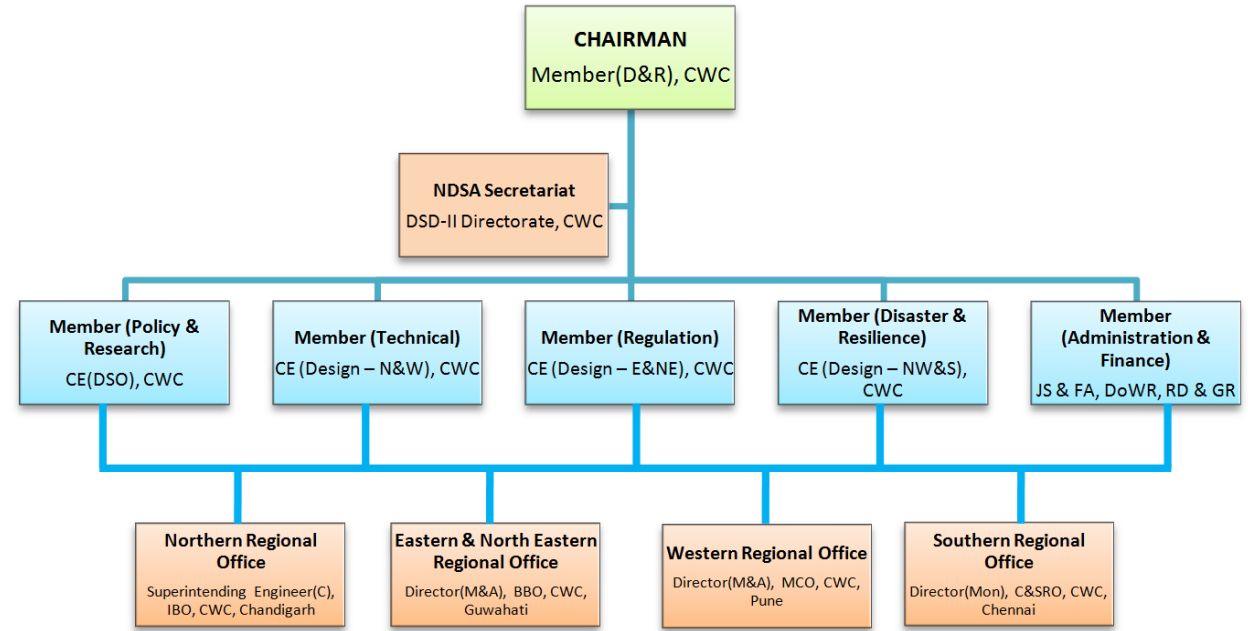 CHAIRMAN
Member(D&R), CWC
NDSA Secretariat
DSD-II Directorate, CWC
Member (Policy &
Research)
CE(DSO), CWC
Member (Technical)
CE (Design – N&W), CWC
Member (Regulation)
CE (Design – E&NE), CWC
Member (Disaster &
Resilience)
CE (Design – NW&S),
CWC
Member
(Administration &
Finance)
JS & FA, DoWR, RD & GR
Northern Regional
Office
Superintending Engineer(C),
IBO, CWC, Chandigarh
Eastern & North Eastern
Regional Office
Director(M&A), BBO, CWC,
Guwahati
Western Regional Office
Director(M&A), MCO, CWC,
Pune
Southern Regional
Office
Director(Mon), C&SRO, CWC,
Chennai